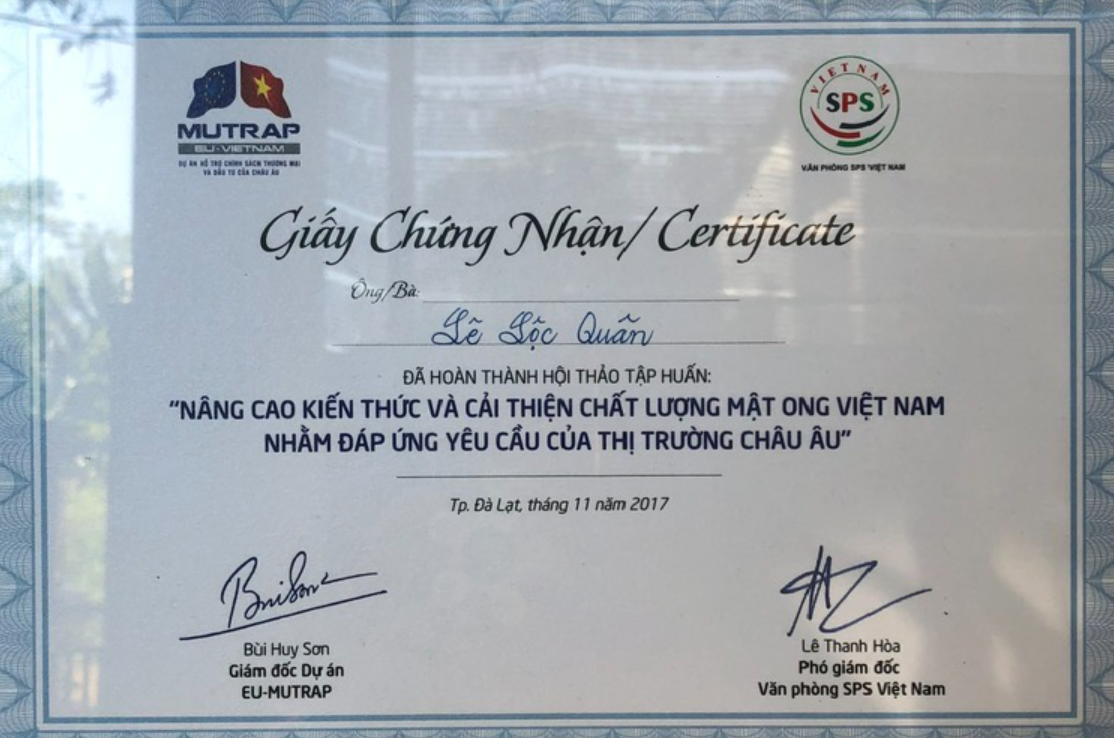 MUTRAP
EU-VIETNAM
DỰ ÁN HỖ TRỢ CHÍNH SÁCH THƯƠNG MẠI
VÀ ĐẦU TƯ CỦA CHÂU ÂU
VIETNAM
SPS
VĂN PHÒNG SPS VIỆT NAM
Giấy Chứng Nhận/ Certificate
Ông/Bà:
Lê Lộc Quân
ĐÃ HOÀN THÀNH HỘI THẢO TẬP HUẤN:
“NÂNG CAO KIẾN THỨC VÀ CẢI THIỆN CHẤT LƯỢNG MẬT ONG VIỆT NAM
NHẰM ĐÁP ỨNG YÊU CẦU CỦA THỊ TRƯỜNG CHÂU ÂU”
Tp. Đà Lạt, tháng 11 năm 2017
Bùi Huy Sơn
Giám đốc Dự án
EU-MUTRAP
Lê Thanh Hòa
Phó giám đốc
Văn phòng SPS Việt Nam